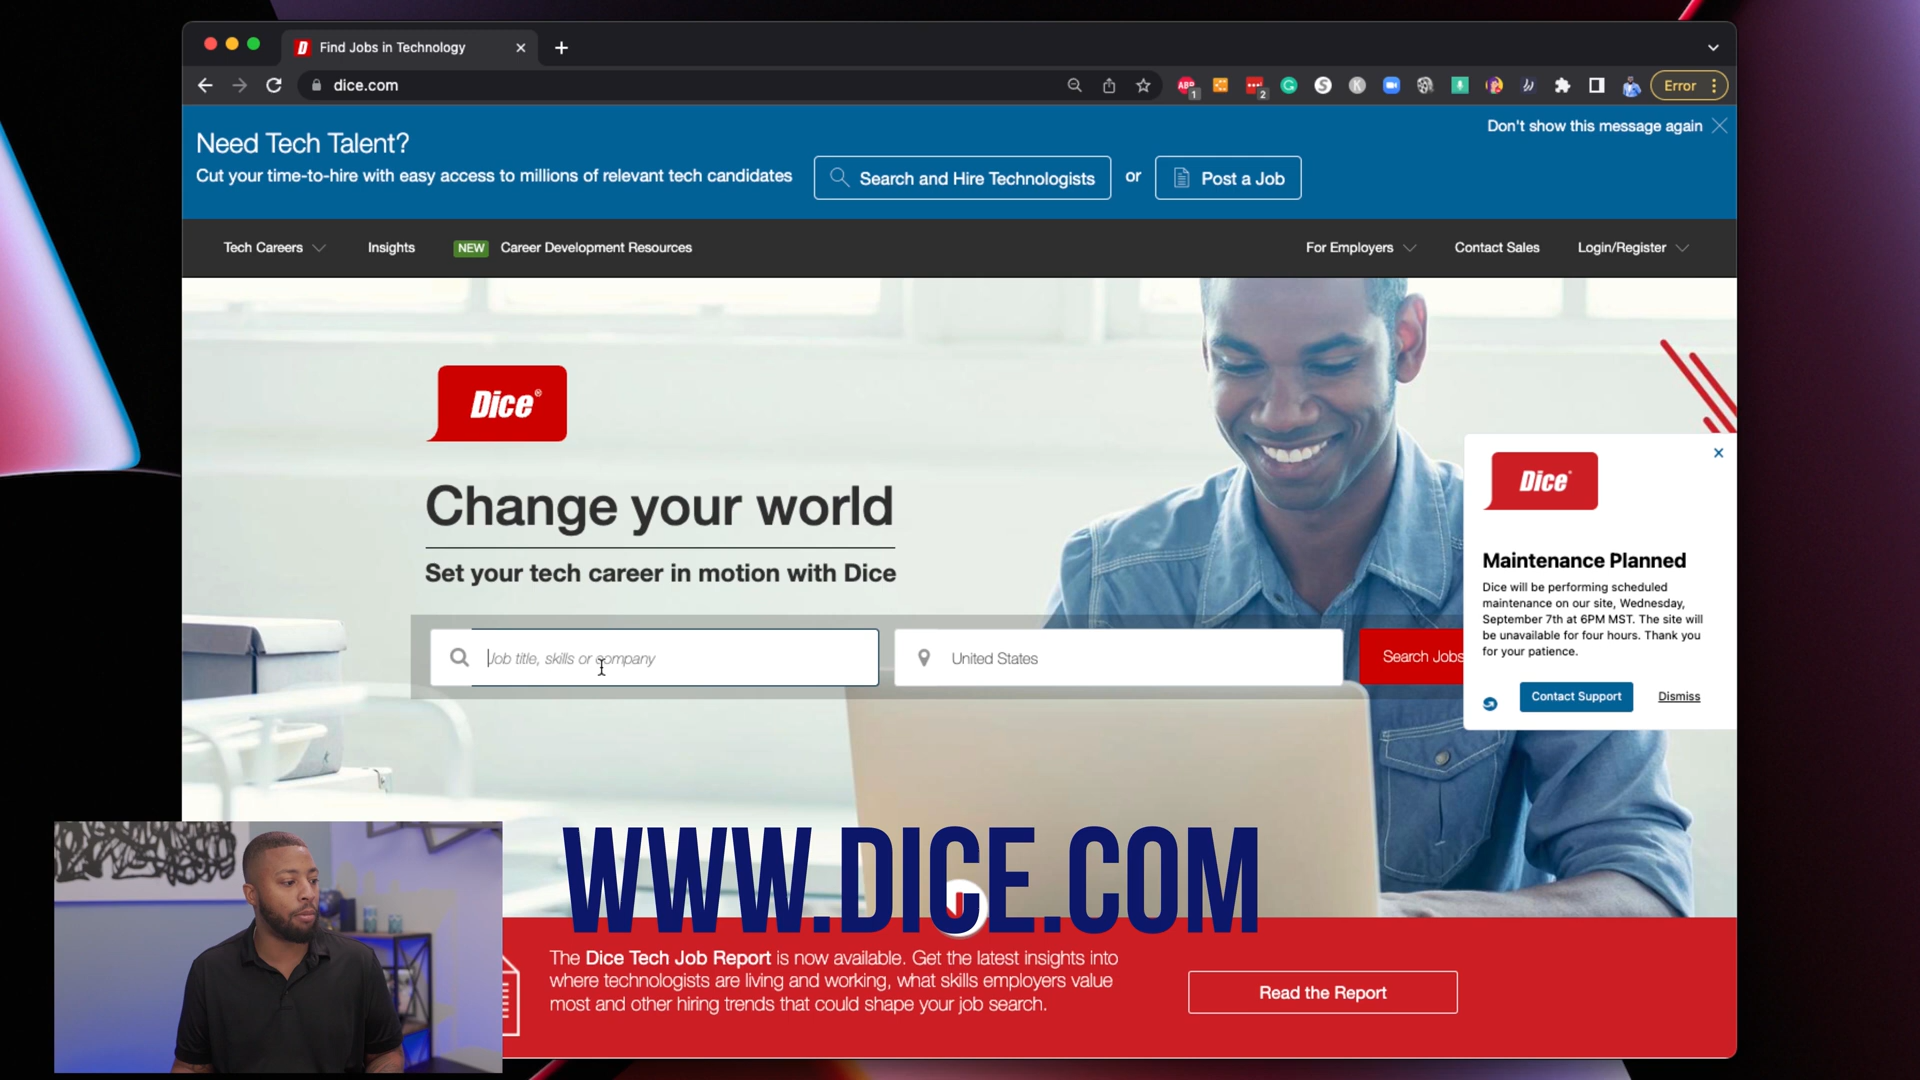 Find Jobs in Technology
dice.com
ABP
1
2
G
S
K
Error
Need Tech Talent?
Don't show this message again
Cut your time-to-hire with easy access to millions of relevant tech candidates
Search and Hire Technologists
or
Post a Job
Tech Careers
Insights
NEW
Career Development Resources
For Employers
Contact Sales
Login/Register
Dice®
Change your world
Set your tech career in motion with Dice
Job title, skills or company
United States
Search Jobs
Dice
Maintenance Planned
Dice will be performing scheduled
maintenance on our site, Wednesday,
September 7th at 6PM MST. The site will
be unavailable for four hours. Thank you
for your patience.
Contact Support
Dismiss
WWW.DICE.COM
The Dice Tech Job Report is now available. Get the latest insights into
where technologists are living and working, what skills employers value
most and other hiring trends that could shape your job search.
Read the Report